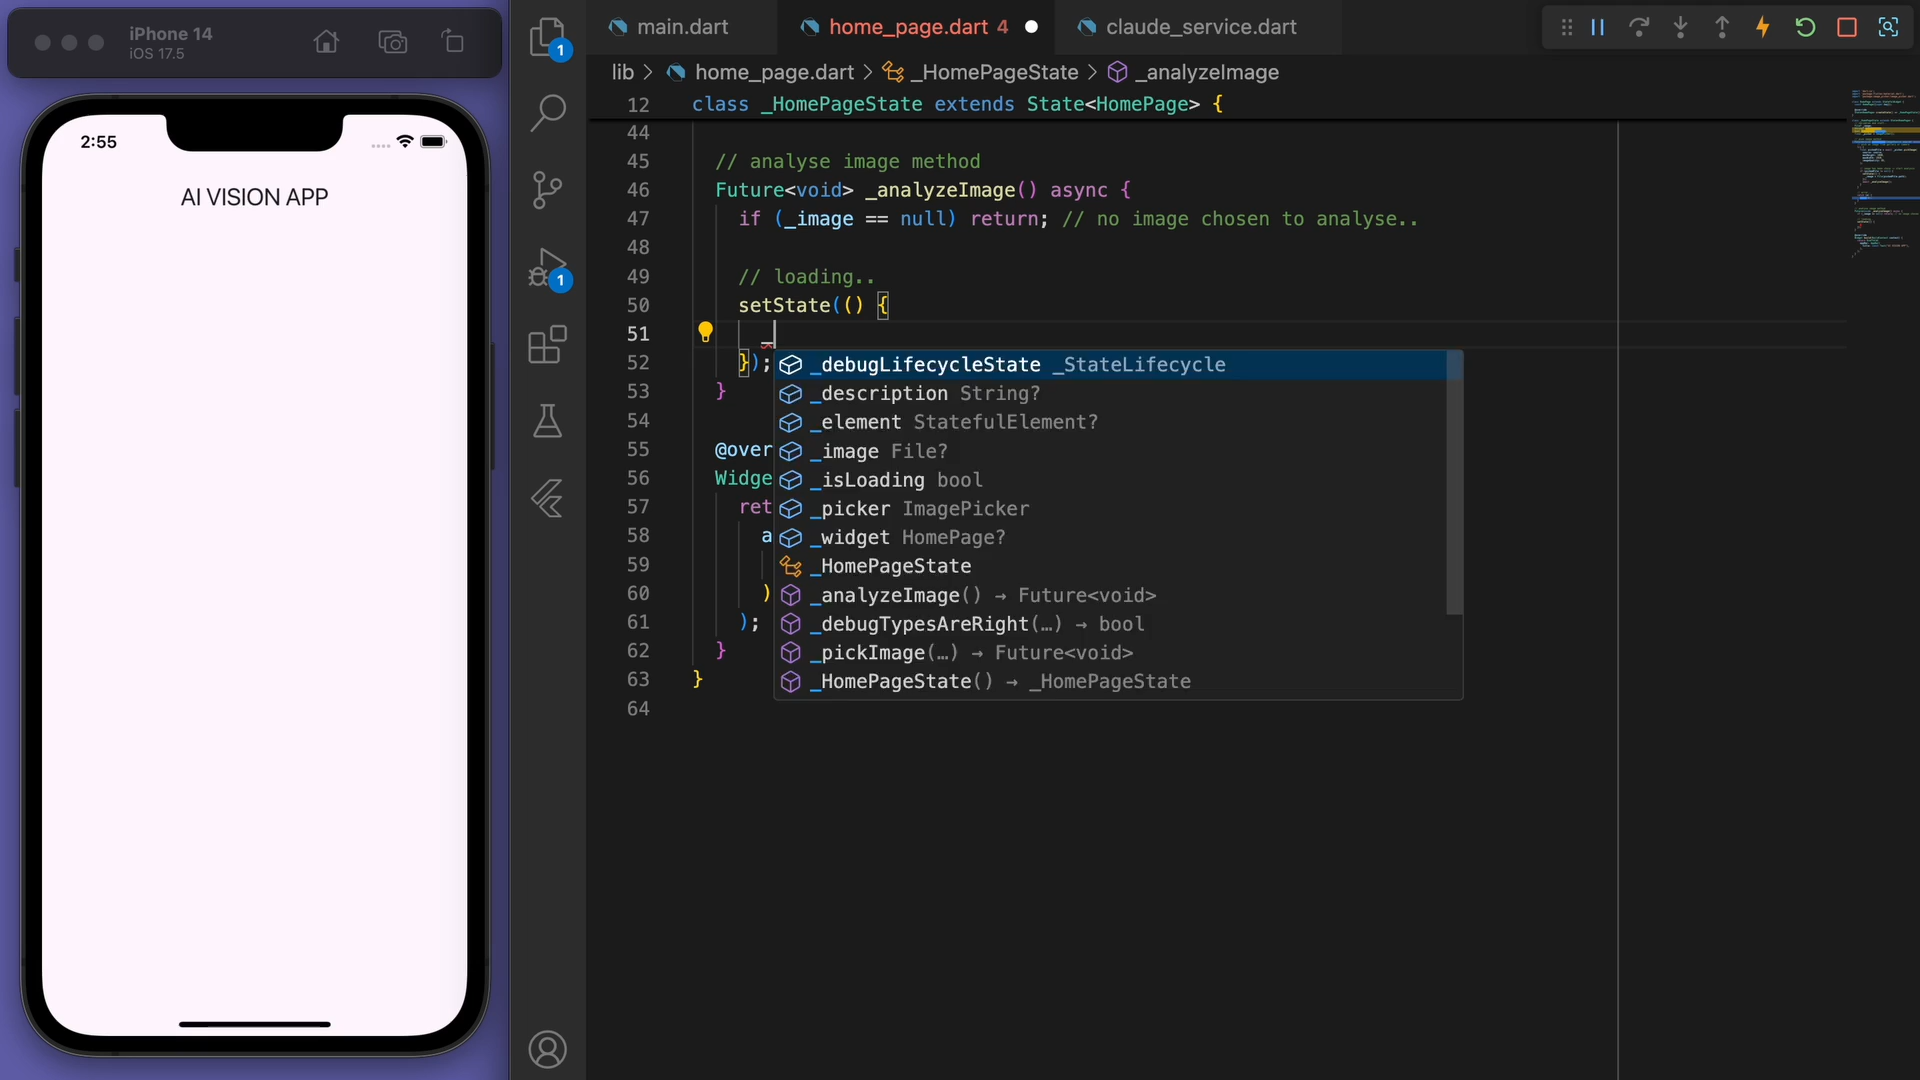 iPhone 14
iOS 17.5
2:55
AI VISION APP
1
1
main.dart
home_page.dart 4
claude_service.dart
lib > home_page.dart > _HomePageState > _analyzeImage
12 class _HomePageState extends State<HomePage> {
44
45 // analyse image method
46 Future<void> _analyzeImage() async {
47 if (_image == null) return; // no image chosen to analyse..
48
49 // loading..
50 setState(() {
51 _
52 });
53 }
54
55 @over
56 Widge
57 ret
58 a
59
60 )
61 );
62 }
63 }
64
_debugLifecycleState _StateLifecycle
_description String?
_element StatefulElement?
_image File?
_isLoading bool
_picker ImagePicker
_widget HomePage?
_HomePageState
_analyzeImage() → Future<void>
_debugTypesAreRight(…) → bool
_pickImage(…) → Future<void>
_HomePageState() → _HomePageState